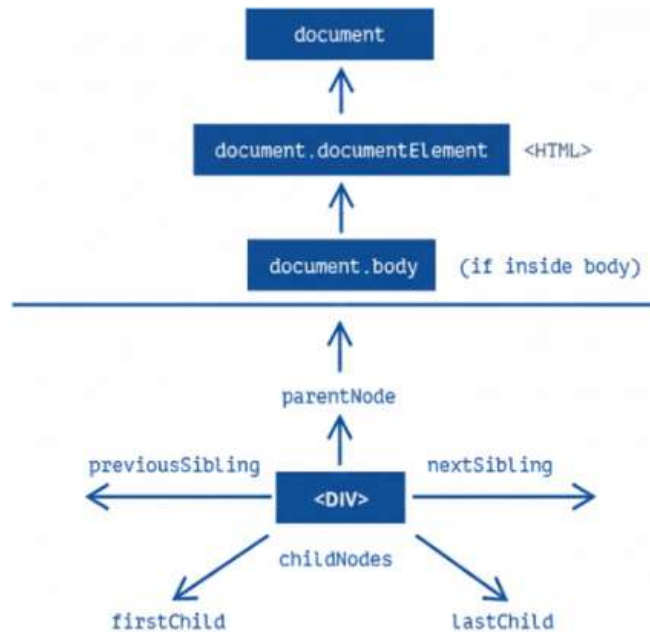 document
document.documentElement <HTML>
document.body (if inside body)
parentNode
previousSibling nextSibling
<DIV>
childNodes
firstChild lastChild